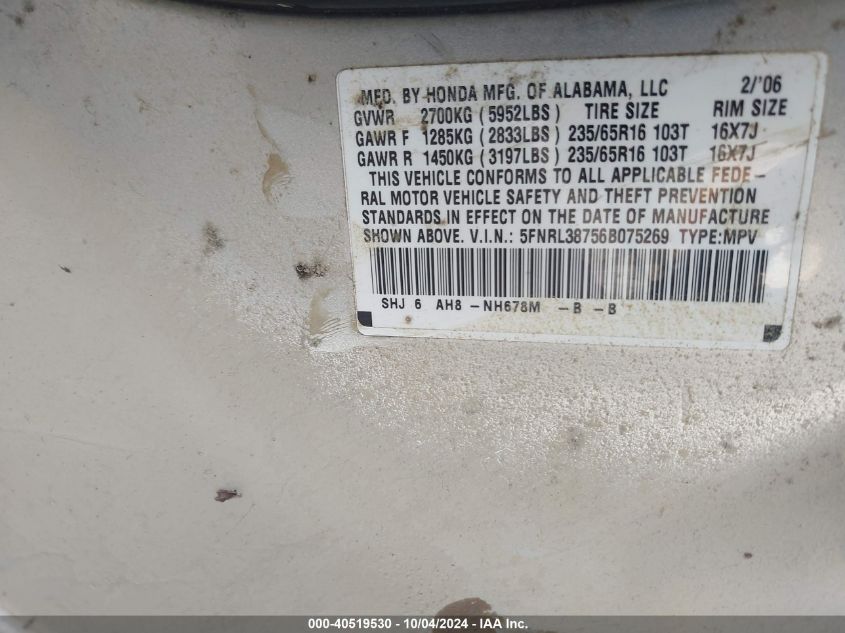 MFD. BY HONDA MFG. OF ALABAMA, LLC 2/'06
GVWR 2700KG (5952LBS) TIRE SIZE RIM SIZE
GAWR F 1285KG (2833LBS) 235/65R16 103T 16X7J
GAWR R 1450KG (3197LBS) 235/65R16 103T 16X7J
THIS VEHICLE CONFORMS TO ALL APPLICABLE FEDE-
RAL MOTOR VEHICLE SAFETY AND THEFT PREVENTION
STANDARDS IN EFFECT ON THE DATE OF MANUFACTURE
SHOWN ABOVE. V.I.N.: 5FNRL38756B075269 TYPE:MPV
SHJ 6 AH8 -NH678M -B -B
000-40519530 - 10/04/2024 - IAA Inc.